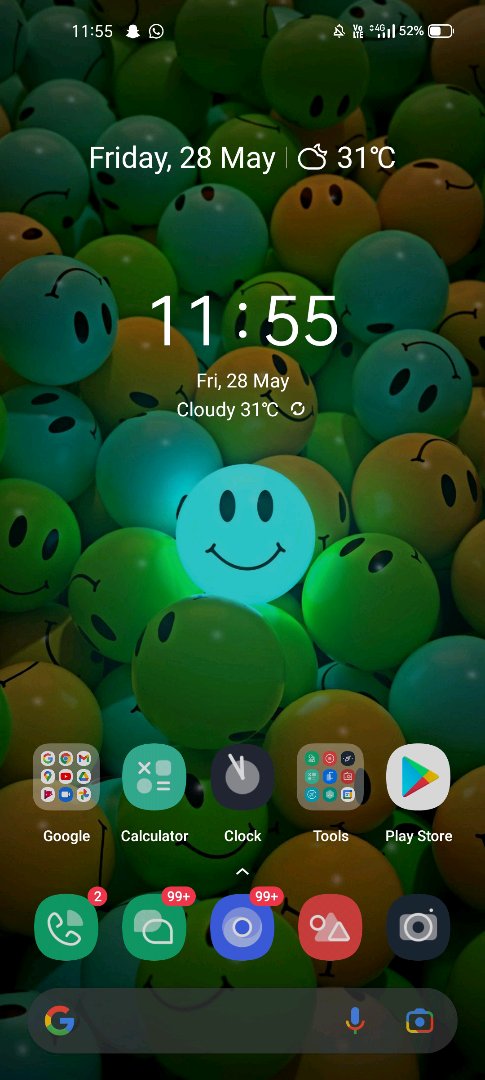 11:55
Vo LTE 4G 52%
Friday, 28 May 31°C
11:55
Fri, 28 May
Cloudy 31°C
Google Calculator Clock Tools Play Store
2 99+ 99+